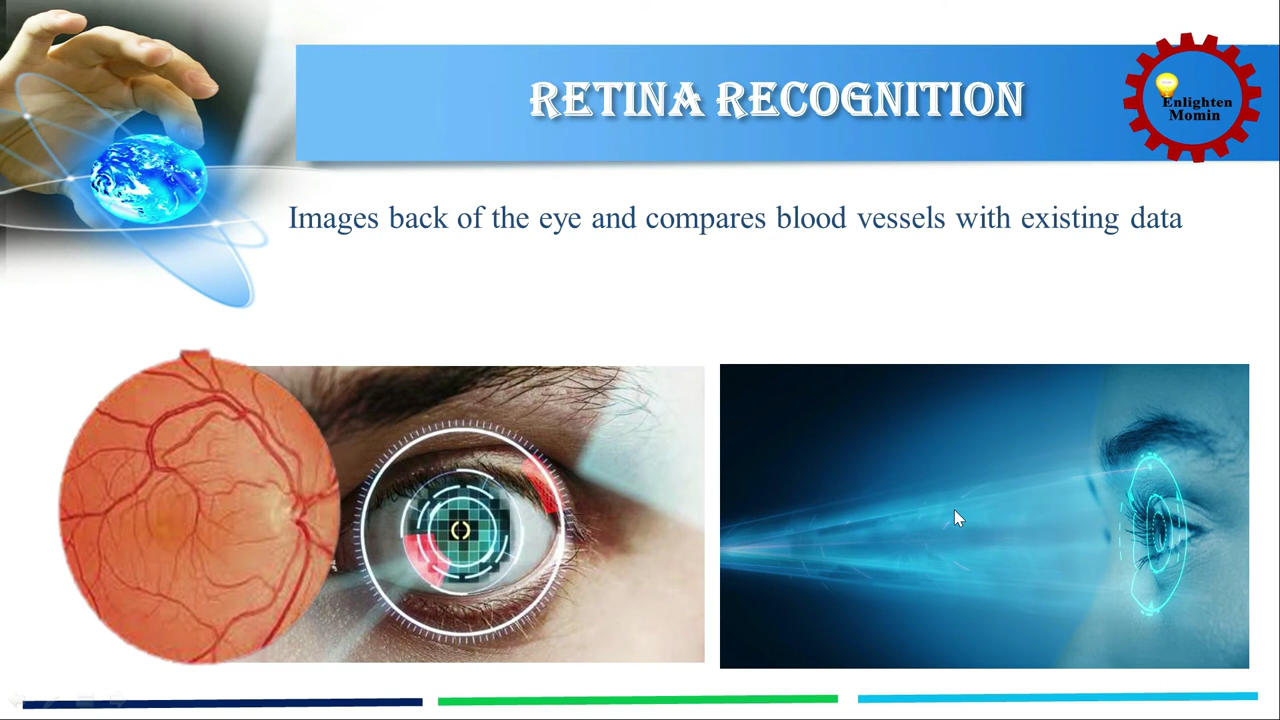 RETINA RECOGNITION
Enlighten
Momin
Images back of the eye and compares blood vessels with existing data